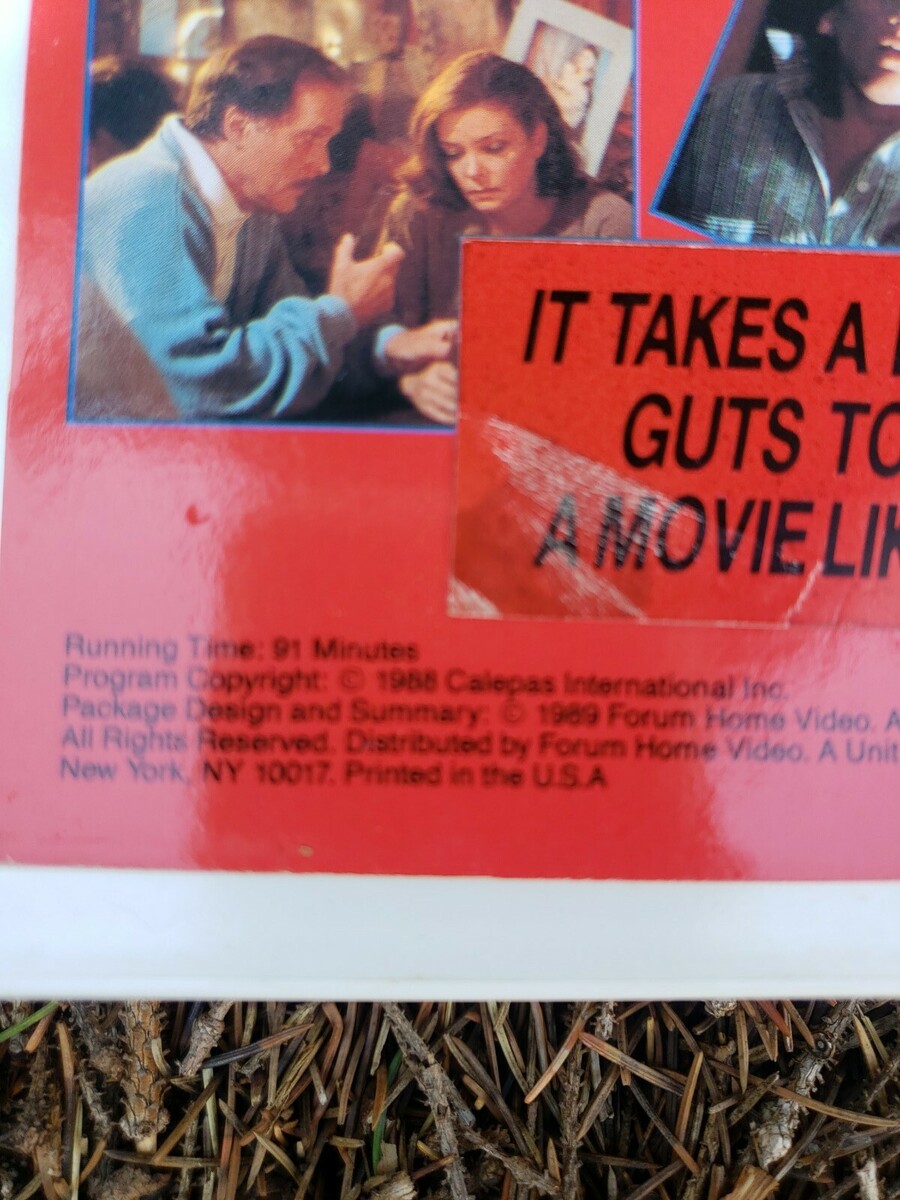 IT TAKES A
GUTS TO
A MOVIE LIK
Running Time: 91 Minutes
Program Copyright: © 1988 Calepas International Inc.
Package Design and Summary: © 1989 Forum Home Video. A
All Rights Reserved. Distributed by Forum Home Video. A Unit
New York, NY 10017. Printed in the U.S.A